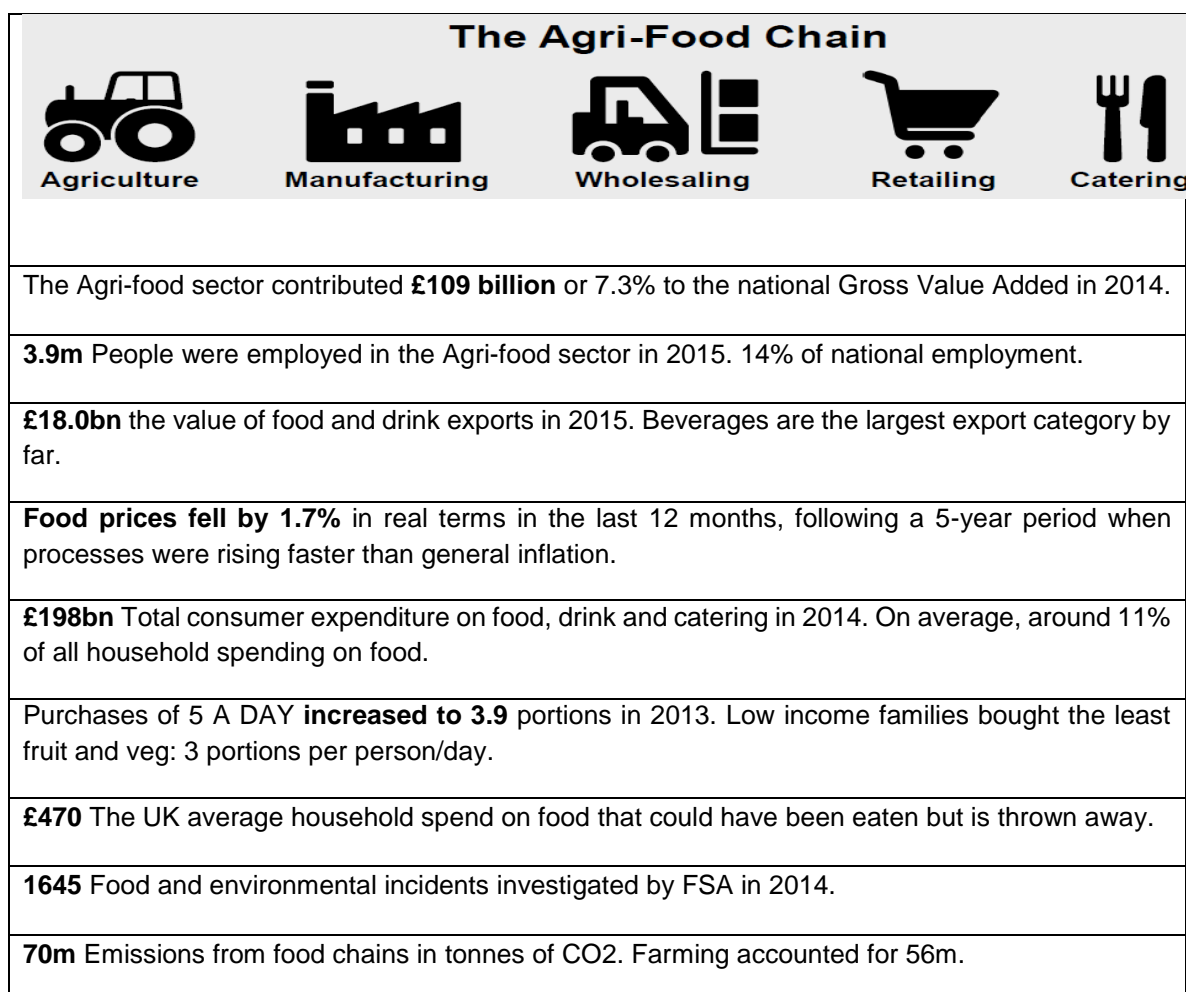 The Agri-Food Chain
Agriculture Manufacturing Wholesaling Retailing Catering
The Agri-food sector contributed £109 billion or 7.3% to the national Gross Value Added in 2014.
3.9m People were employed in the Agri-food sector in 2015. 14% of national employment.
£18.0bn the value of food and drink exports in 2015. Beverages are the largest export category by
far.
Food prices fell by 1.7% in real terms in the last 12 months, following a 5-year period when
processes were rising faster than general inflation.
£198bn Total consumer expenditure on food, drink and catering in 2014. On average, around 11%
of all household spending on food.
Purchases of 5 A DAY increased to 3.9 portions in 2013. Low income families bought the least
fruit and veg: 3 portions per person/day.
£470 The UK average household spend on food that could have been eaten but is thrown away.
1645 Food and environmental incidents investigated by FSA in 2014.
70m Emissions from food chains in tonnes of CO2. Farming accounted for 56m.